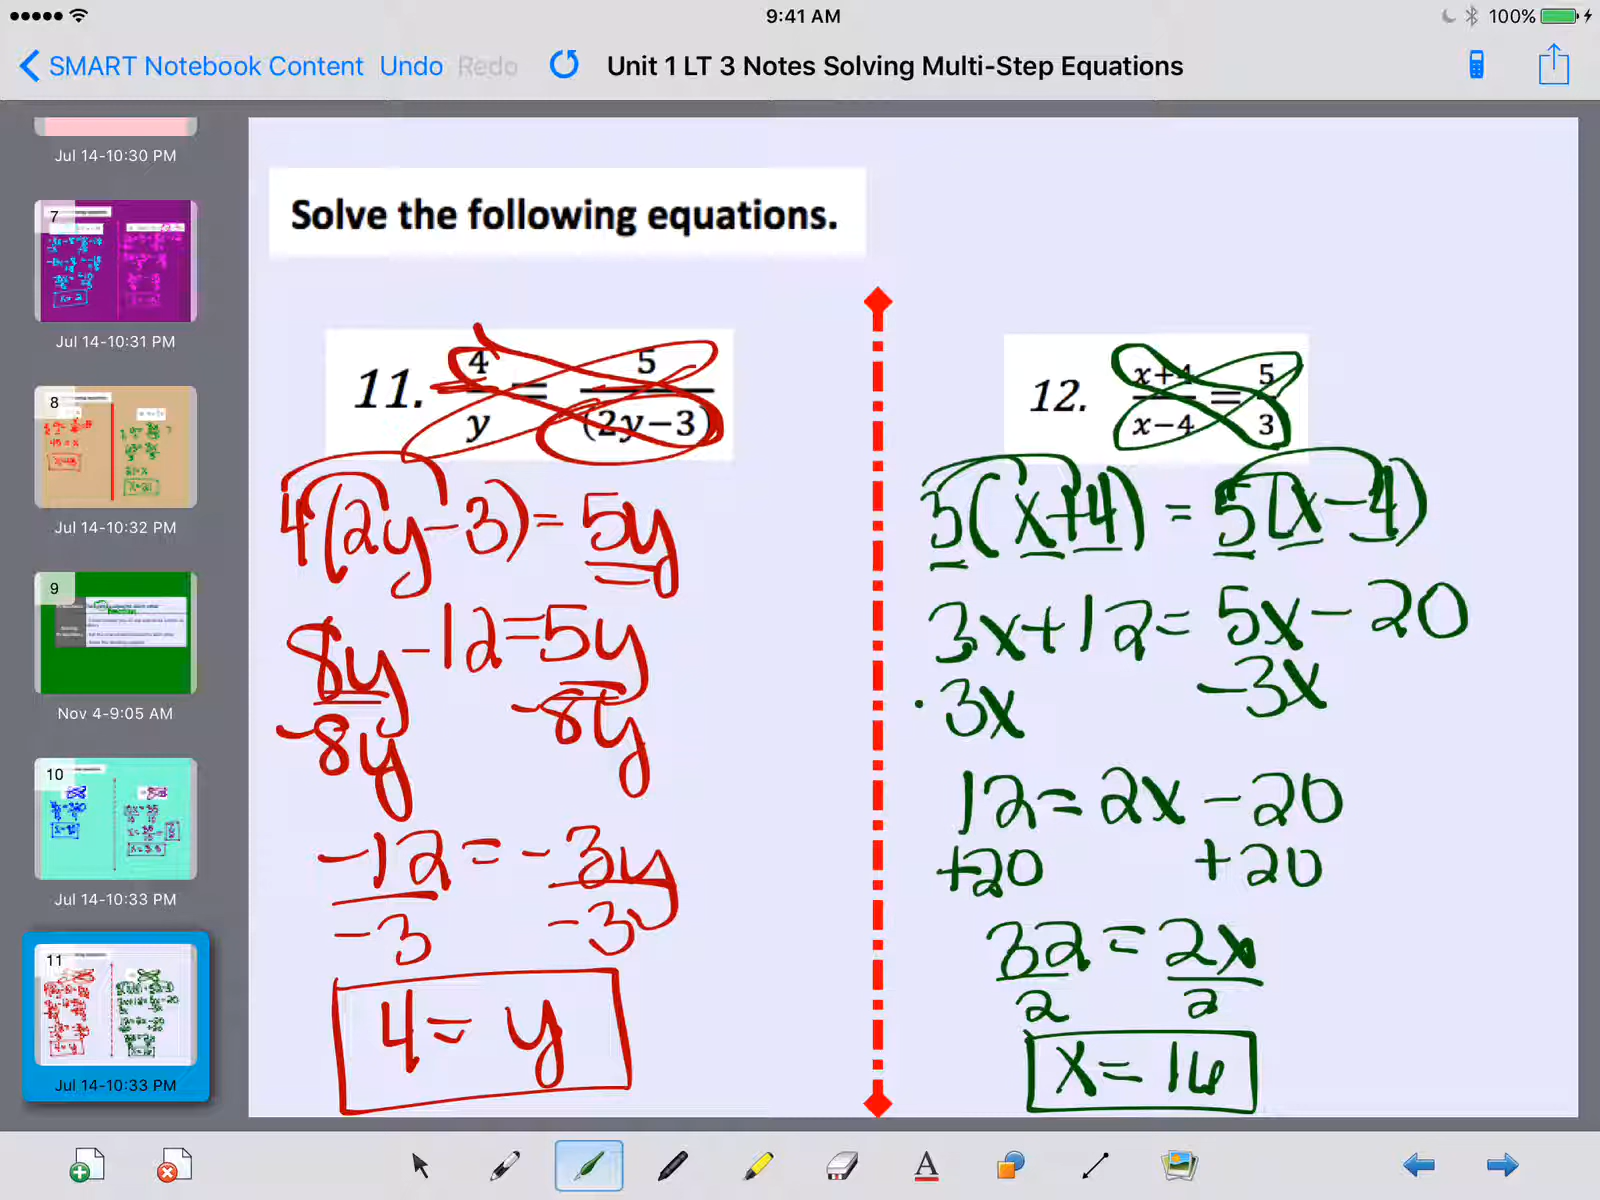 9:41 AM
100%
SMART Notebook Content Undo Redo Unit 1 LT 3 Notes Solving Multi-Step Equations
Jul 14-10:30 PM
7
Jul 14-10:31 PM
8
Jul 14-10:32 PM
9
Nov 4-9:05 AM
10
Jul 14-10:33 PM
11
Jul 14-10:33 PM
Solve the following equations.
11. 4/y = 5/(2y-3)
4(2y-3) = 5y
8y-12=5y
-8y -8y
-12 = -3y
-3 -3
4 = y
12. x+4/x-4 = 5/3
3(x+4) = 5(x-4)
3x+12 = 5x-20
3x -3x
12 = 2x-20
+20 +20
32 = 2x
2 2
x = 16
A